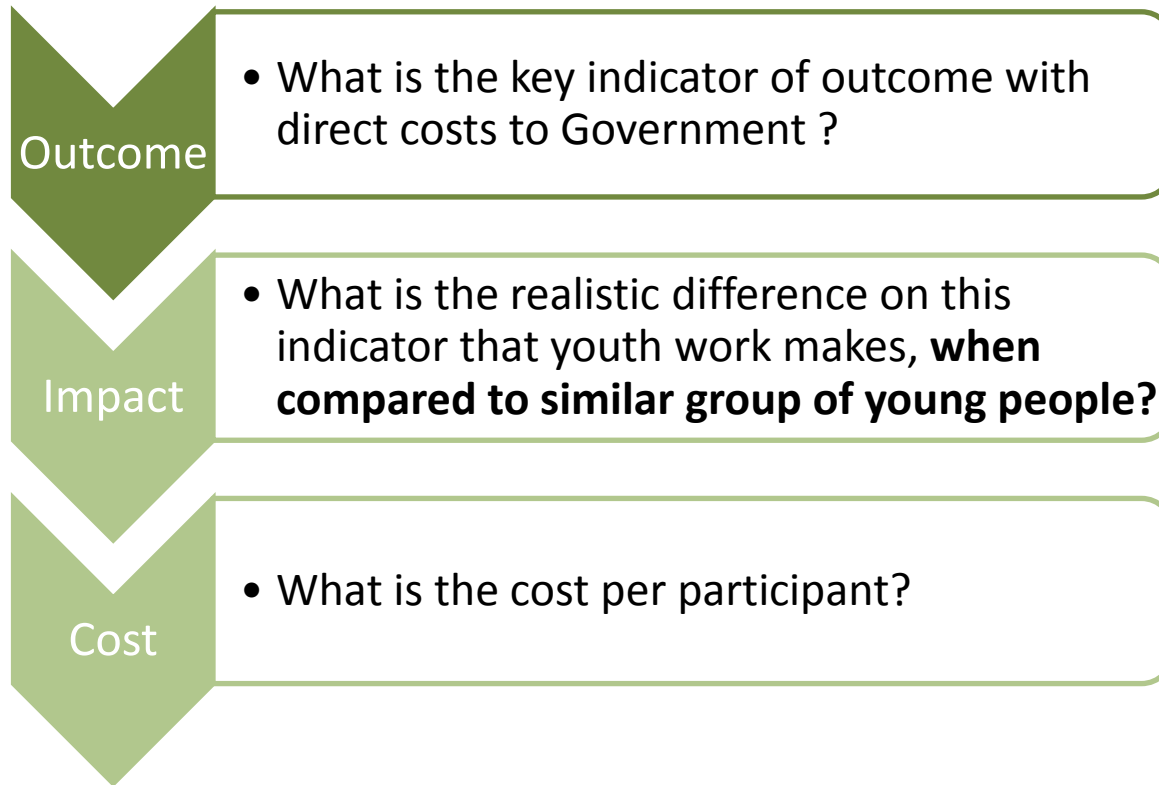 Outcome
• What is the key indicator of outcome with
direct costs to Government ?
Impact
• What is the realistic difference on this
indicator that youth work makes, when
compared to similar group of young people?
Cost
• What is the cost per participant?